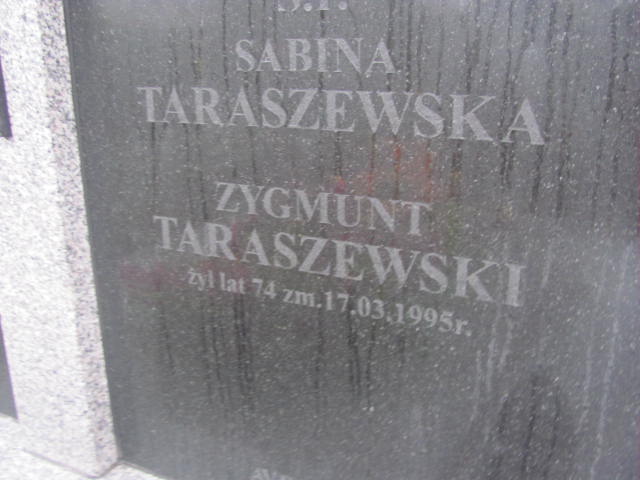 Ś.P.
SABINA
TARASZEWSKA
ZYGMUNT
TARASZEWSKI
żył lat 74 zm.17.03.1995r.